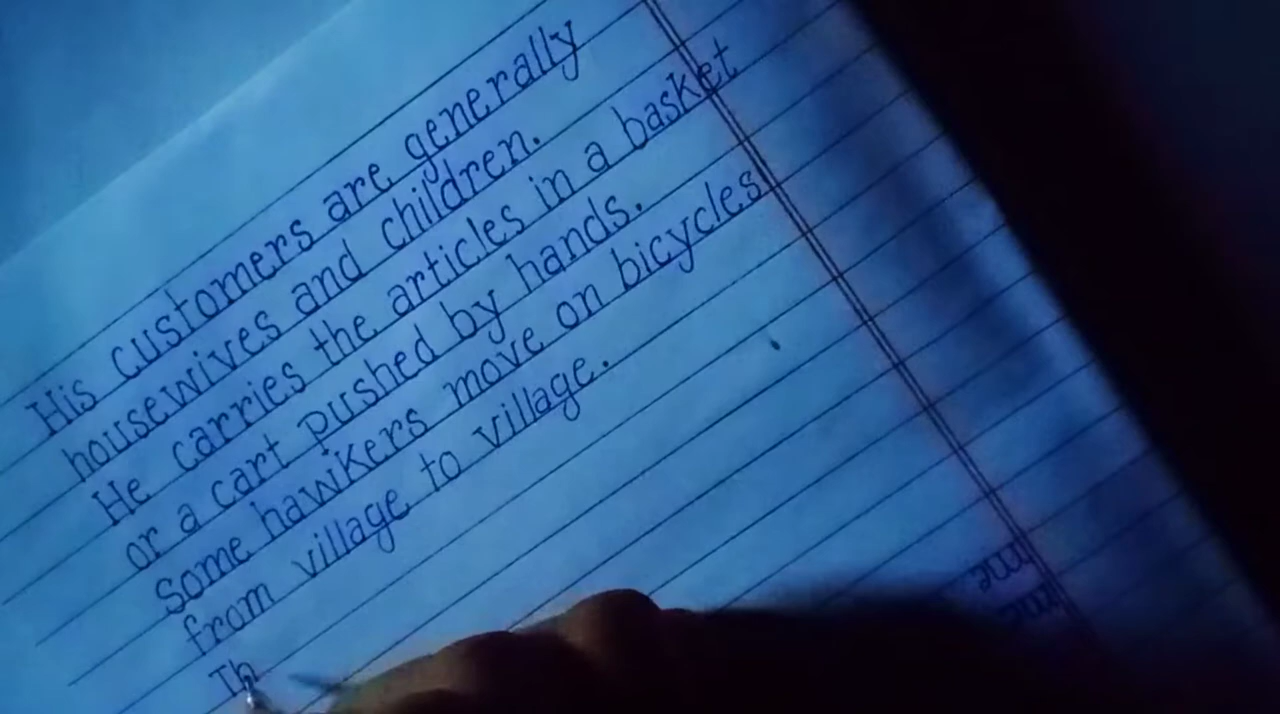 His customers are generally
housewives and children.
He carries the articles in a basket
or a cart pushed by hands.
Some hawkers move on bicycles
from village to village.
Th